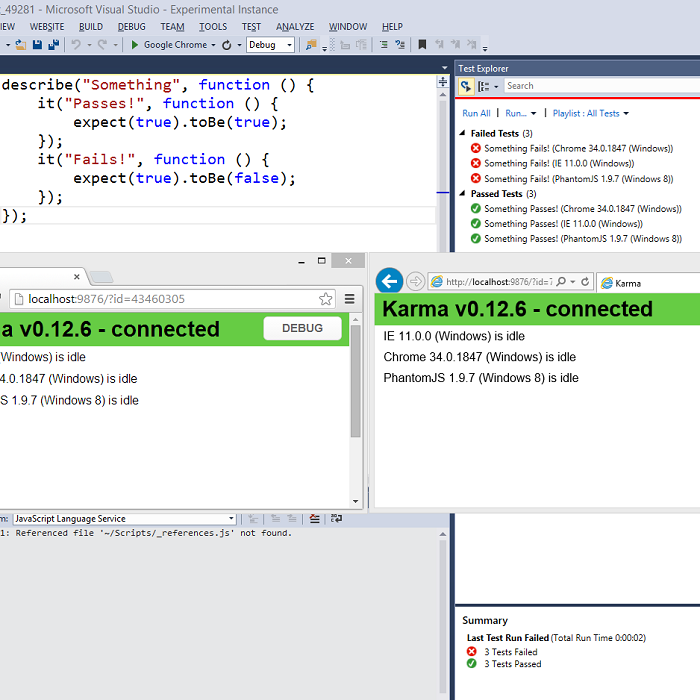 _49281 - Microsoft Visual Studio - Experimental Instance
IEW WEBSITE BUILD DEBUG TEAM TOOLS TEST ANALYZE WINDOW HELP
Google Chrome Debug
describe("Something", function () {
it("Passes!", function () {
expect(true).toBe(true);
});
it("Fails!", function () {
expect(true).toBe(false);
});
});
Test Explorer
Search
Run All | Run... | Playlist : All Tests
Failed Tests (3)
Something Fails! (Chrome 34.0.1847 (Windows))
Something Fails! (IE 11.0.0 (Windows))
Something Fails! (PhantomJS 1.9.7 (Windows 8))
Passed Tests (3)
Something Passes! (Chrome 34.0.1847 (Windows))
Something Passes! (IE 11.0.0 (Windows))
Something Passes! (PhantomJS 1.9.7 (Windows 8))
localhost:9876/?id=43460305
a v0.12.6 - connected DEBUG
Windows) is idle
4.0.1847 (Windows) is idle
S 1.9.7 (Windows 8) is idle
http://localhost:9876/?id=7 Karma
Karma v0.12.6 - connected
IE 11.0.0 (Windows) is idle
Chrome 34.0.1847 (Windows) is idle
PhantomJS 1.9.7 (Windows 8) is idle
m: JavaScript Language Service
1: Referenced file '~/Scripts/_references.js' not found.
Summary
Last Test Run Failed (Total Run Time 0:00:02)
3 Tests Failed
3 Tests Passed